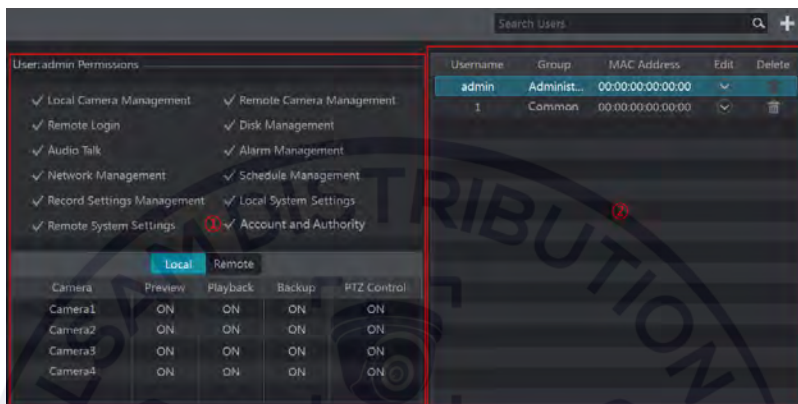 Search Users
User:admin Permissions
Local Camera Management Remote Camera Management
Remote Login Disk Management
Audio Talk Alarm Management
Network Management Schedule Management
Record Settings Management Local System Settings
Remote System Settings ① Account and Authority
Local Remote
Camera Preview Playback Backup PTZ Control
Camera1 ON ON ON ON
Camera2 ON ON ON ON
Camera3 ON ON ON ON
Camera4 ON ON ON ON
Username Group MAC Address Edit Delete
admin Administ... 00:00:00:00:00:00
1 Common 00:00:00:00:00:00
②
DISTRIBUTION